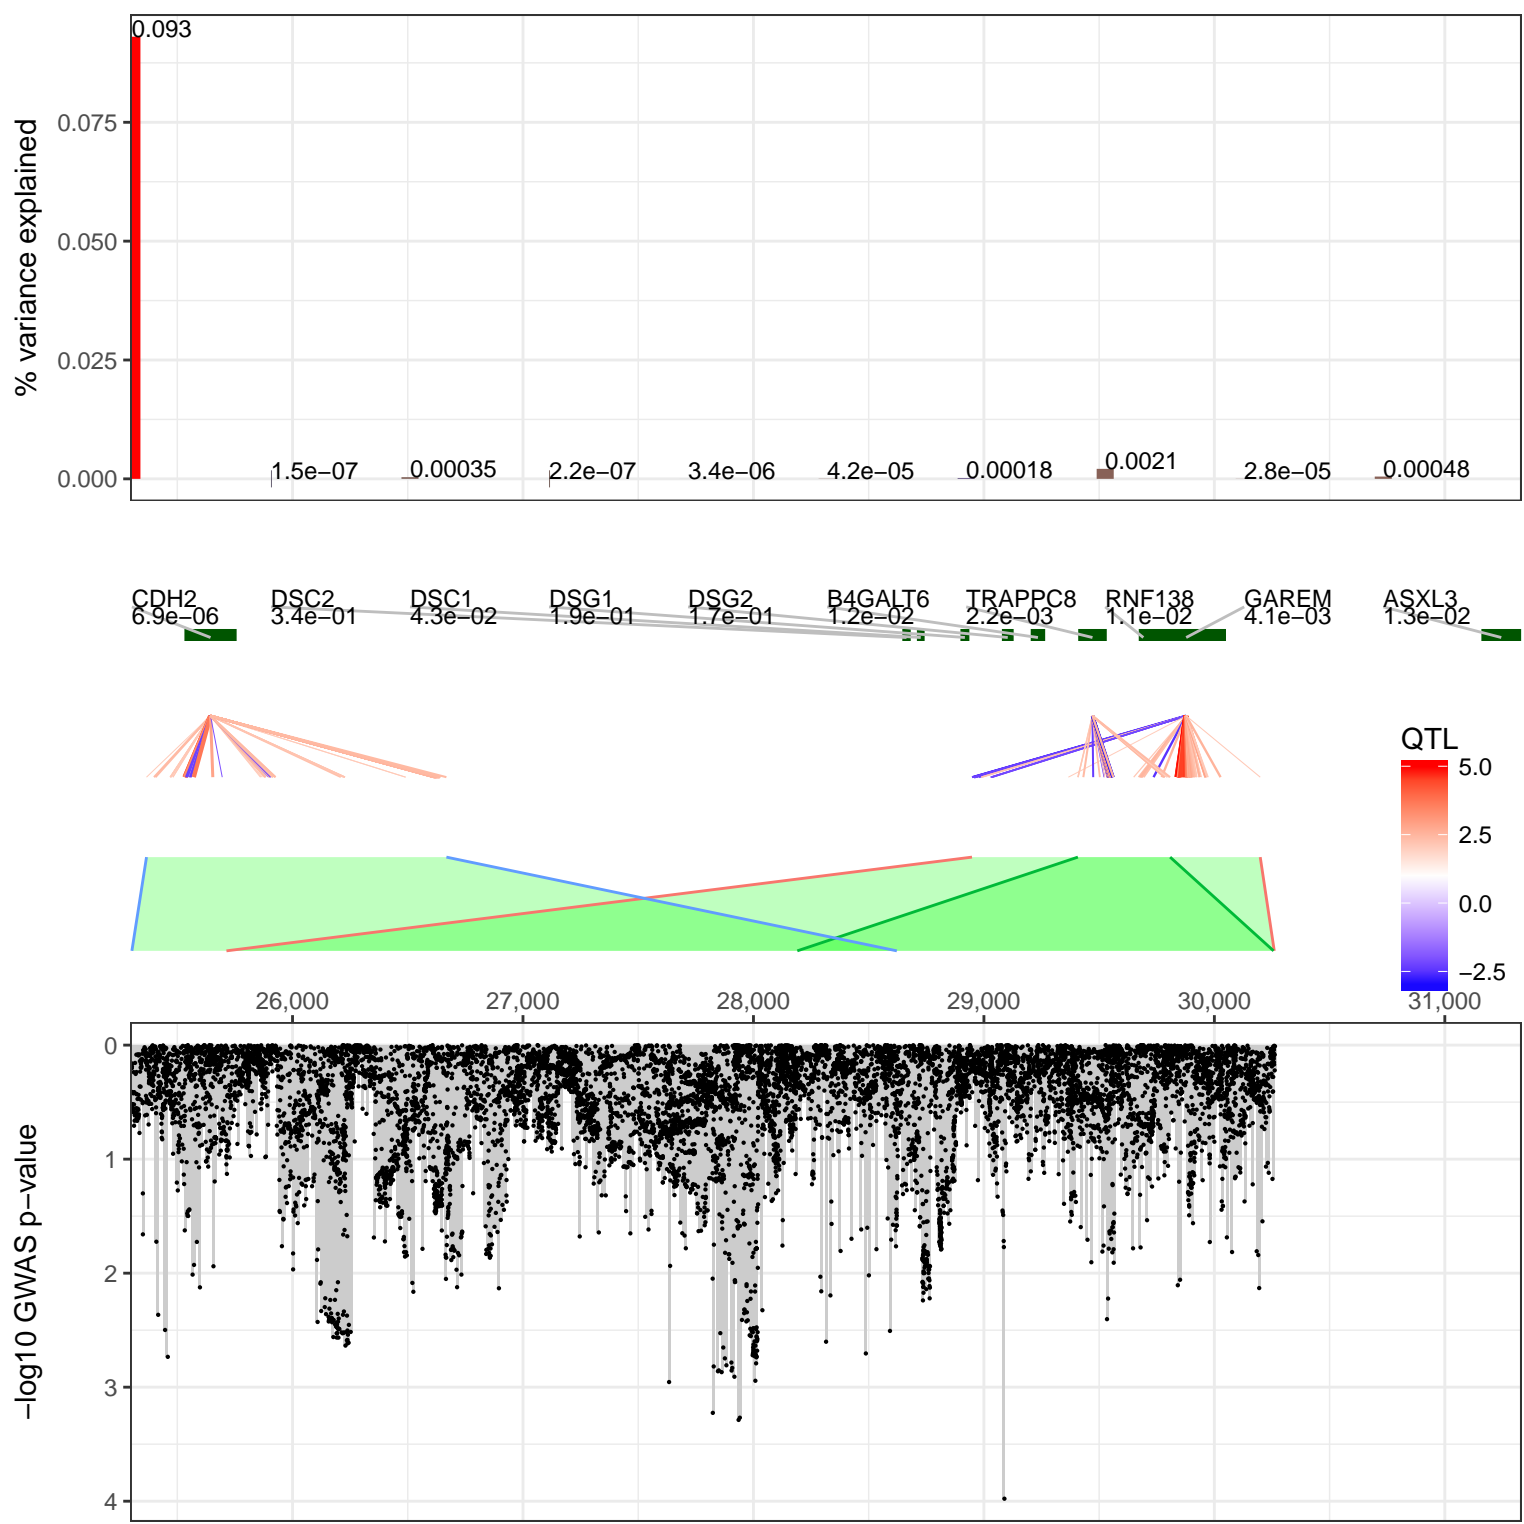 0.093
% variance explained
0.075
0.050
0.025
0.000
1.5e−07 0.00035 2.2e−07 3.4e−06 4.2e−05 0.00018 0.0021 2.8e−05 0.00048
CDH2 DSC2 DSC1 DSG1 DSG2 B4GALT6 TRAPPC8 RNF138 GAREM ASXL3
6.9e−06 3.4e−01 4.3e−02 1.9e−01 1.7e−01 1.2e−02 2.2e−03 1.1e−02 4.1e−03 1.3e−02
QTL
5.0
2.5
0.0
−2.5
26,000 27,000 28,000 29,000 30,000 31,000
−log10 GWAS p−value
0
1
2
3
4